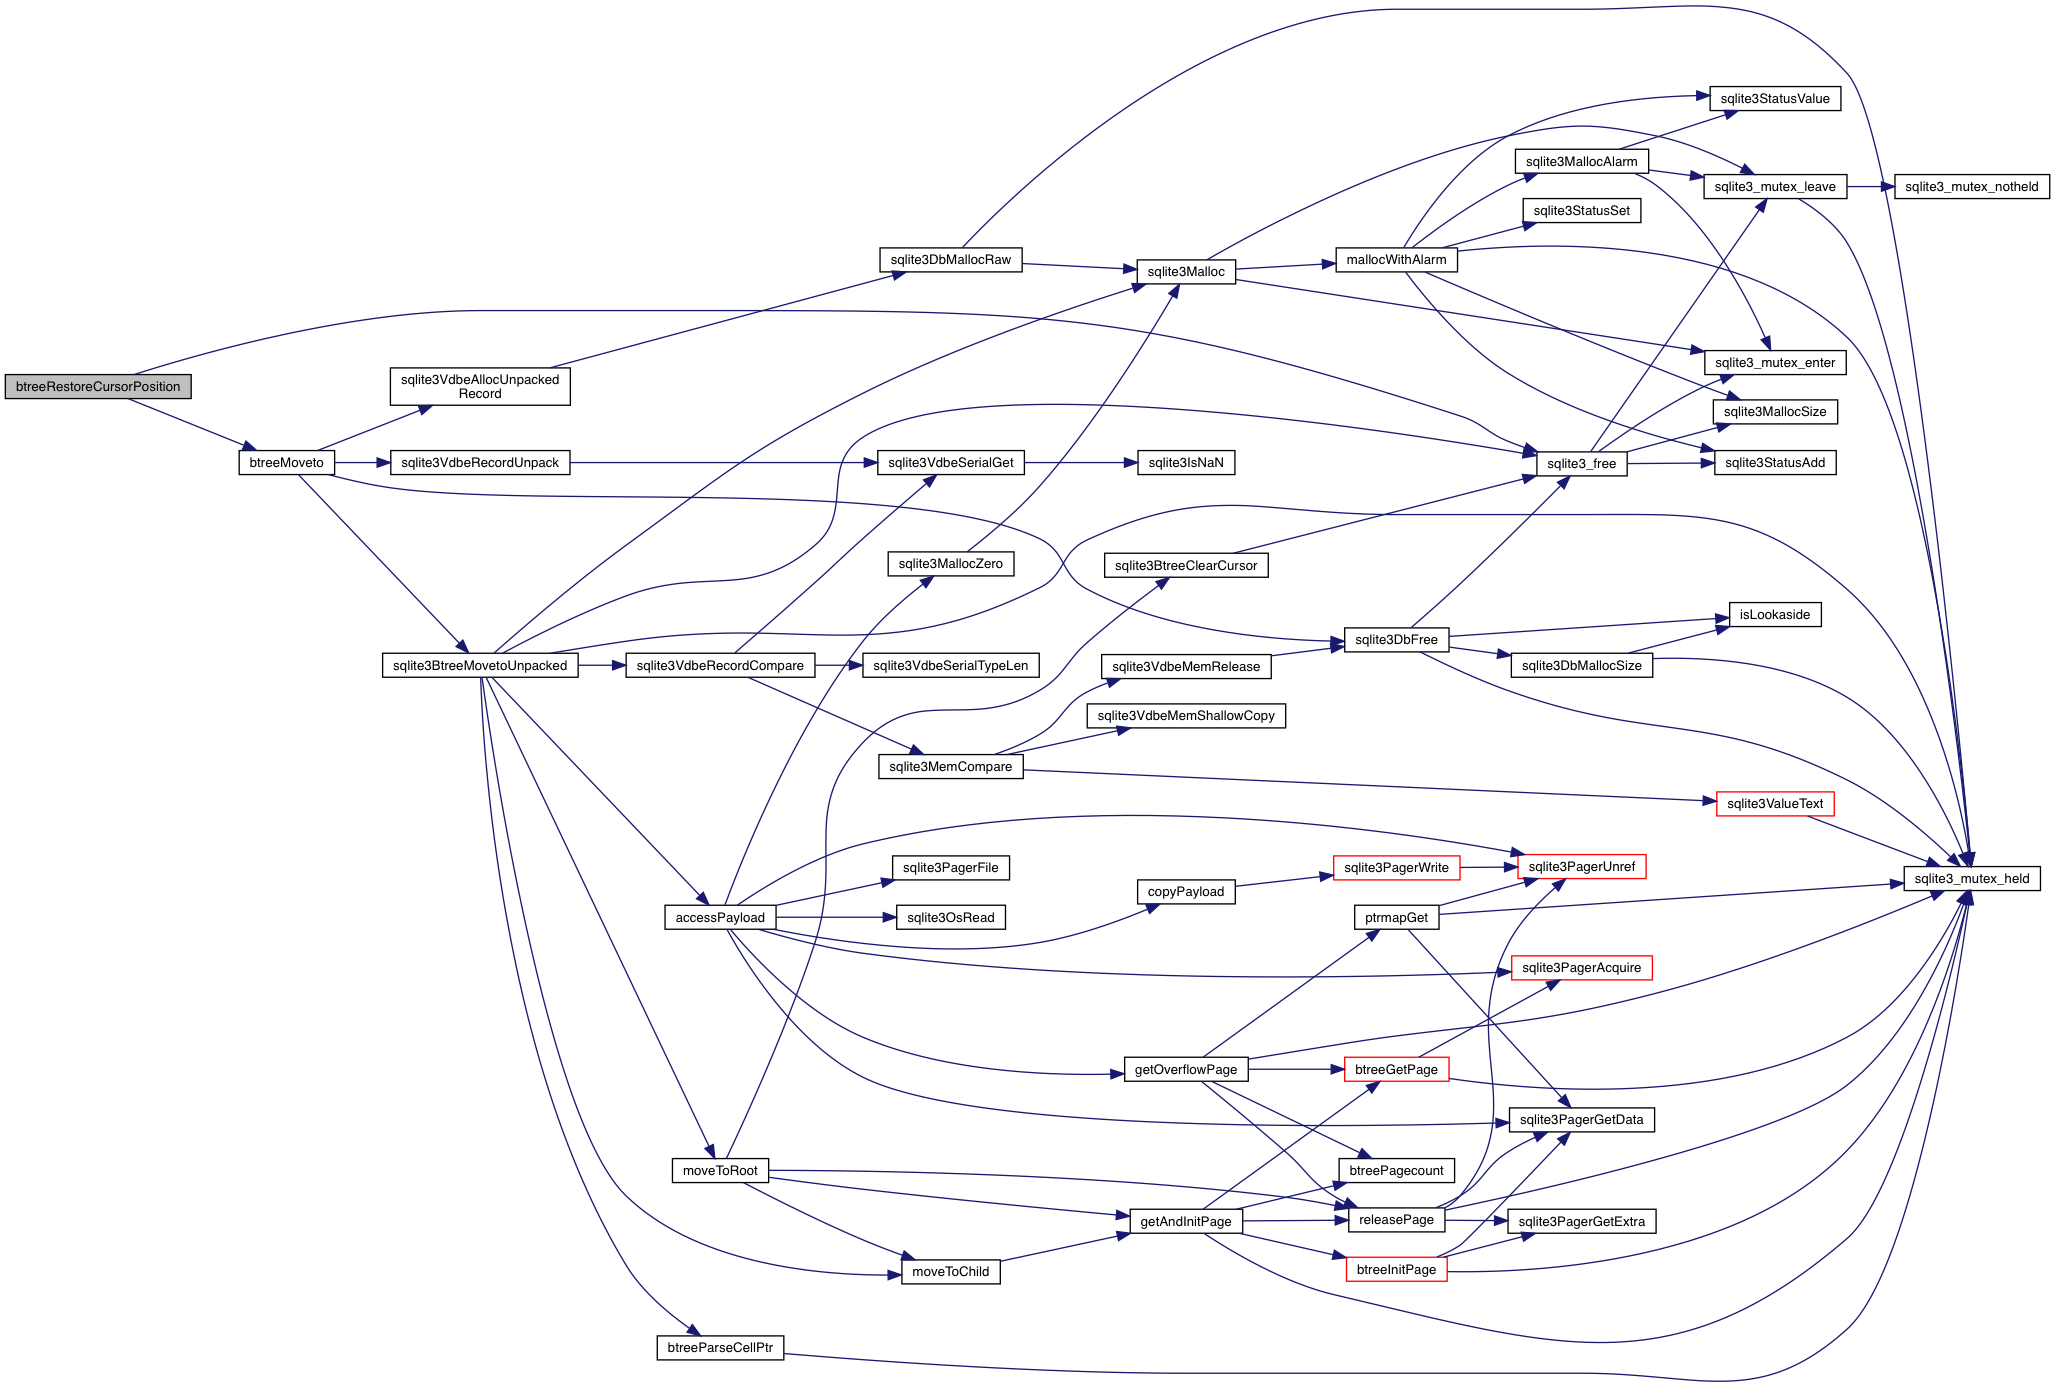 sqlite3StatusValue
sqlite3MallocAlarm
sqlite3_mutex_leave
sqlite3_mutex_notheld
sqlite3StatusSet
sqlite3DbMallocRaw
sqlite3Malloc
mallocWithAlarm
sqlite3_mutex_enter
btreeRestoreCursorPosition
sqlite3VdbeAllocUnpacked
Record
sqlite3MallocSize
btreeMoveto
sqlite3VdbeRecordUnpack
sqlite3VdbeSerialGet
sqlite3IsNaN
sqlite3_free
sqlite3StatusAdd
sqlite3MallocZero
sqlite3BtreeClearCursor
isLookaside
sqlite3DbFree
sqlite3BtreeMovetoUnpacked
sqlite3VdbeRecordCompare
sqlite3VdbeSerialTypeLen
sqlite3VdbeMemRelease
sqlite3DbMallocSize
sqlite3VdbeMemShallowCopy
sqlite3MemCompare
sqlite3ValueText
sqlite3PagerFile
sqlite3PagerWrite
sqlite3PagerUnref
sqlite3_mutex_held
copyPayload
accessPayload
sqlite3OsRead
ptrmapGet
sqlite3PagerAcquire
getOverflowPage
btreeGetPage
sqlite3PagerGetData
moveToRoot
btreePagecount
getAndInitPage
releasePage
sqlite3PagerGetExtra
moveToChild
btreeInitPage
btreeParseCellPtr